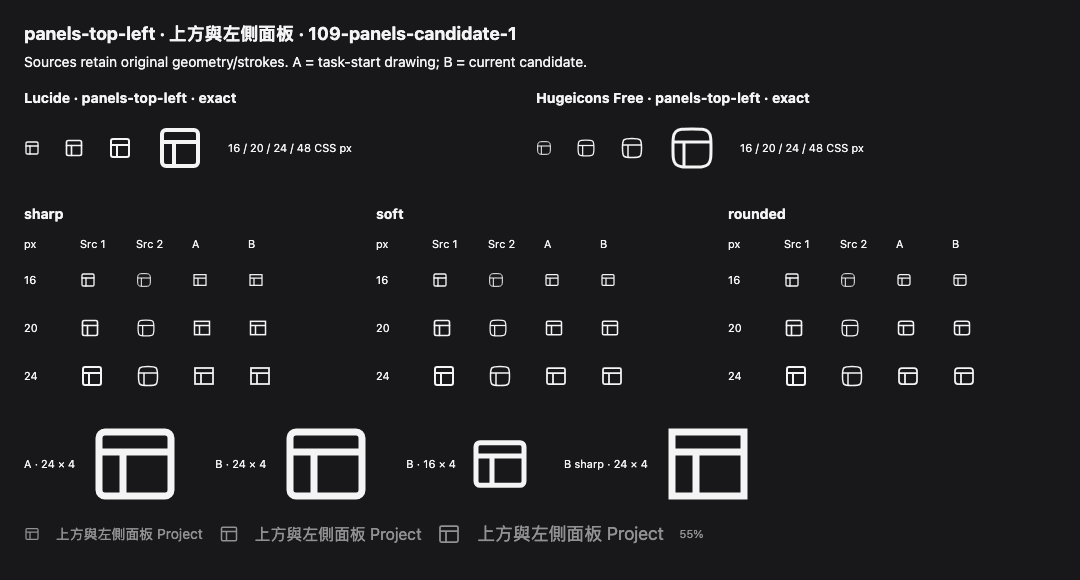 panels-top-left · 上方與左側面板 · 109-panels-candidate-1
Sources retain original geometry/strokes. A = task-start drawing; B = current candidate.
Lucide · panels-top-left · exact
Hugeicons Free · panels-top-left · exact
16 / 20 / 24 / 48 CSS px
16 / 20 / 24 / 48 CSS px
sharp
soft
rounded
px Src 1 Src 2 A B
px Src 1 Src 2 A B
px Src 1 Src 2 A B
16
16
16
20
20
20
24
24
24
A · 24 × 4
B · 24 × 4
B · 16 × 4
B sharp · 24 × 4
上方與左側面板 Project
上方與左側面板 Project
上方與左側面板 Project
55%